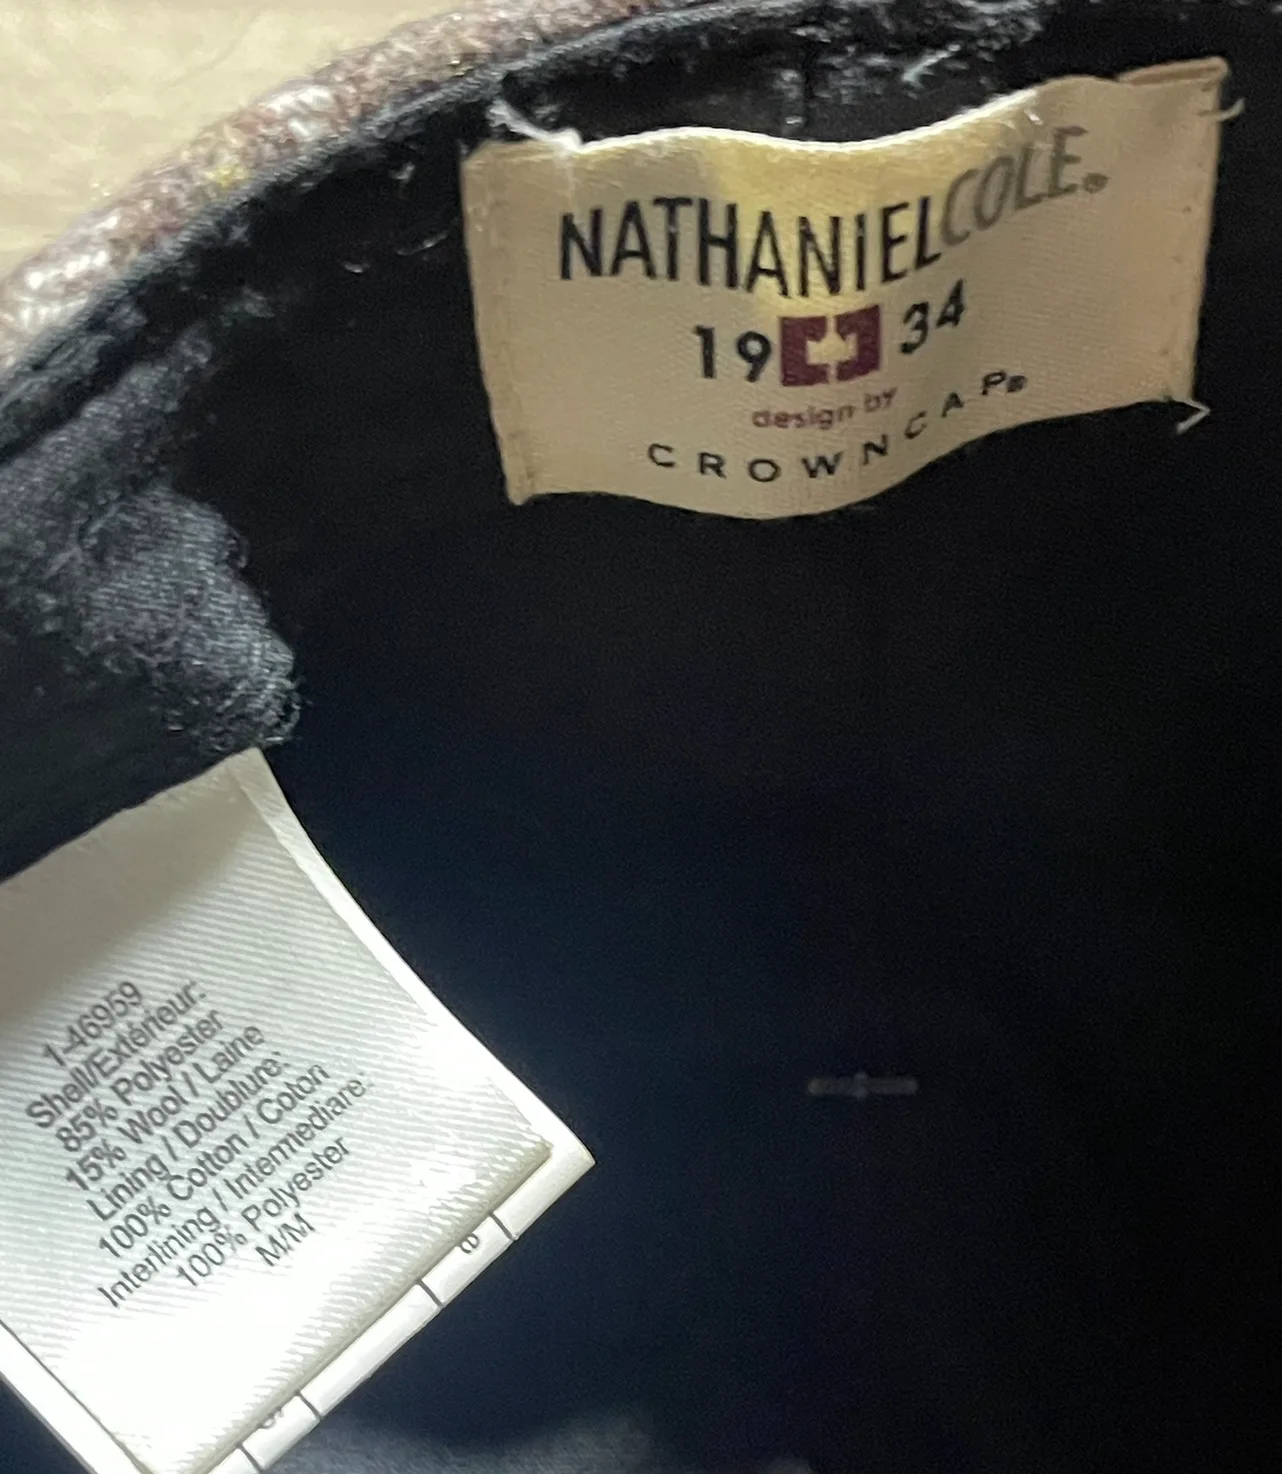 NATHANIELCOLE®
19 34
design by
CROWNCAP®
1-46959
Shell/Extérieur:
85% Polyester
15% Wool / Laine
Lining / Doublure:
100% Cotton / Coton
Interlining / Intermediare:
100% Polyester
M/M